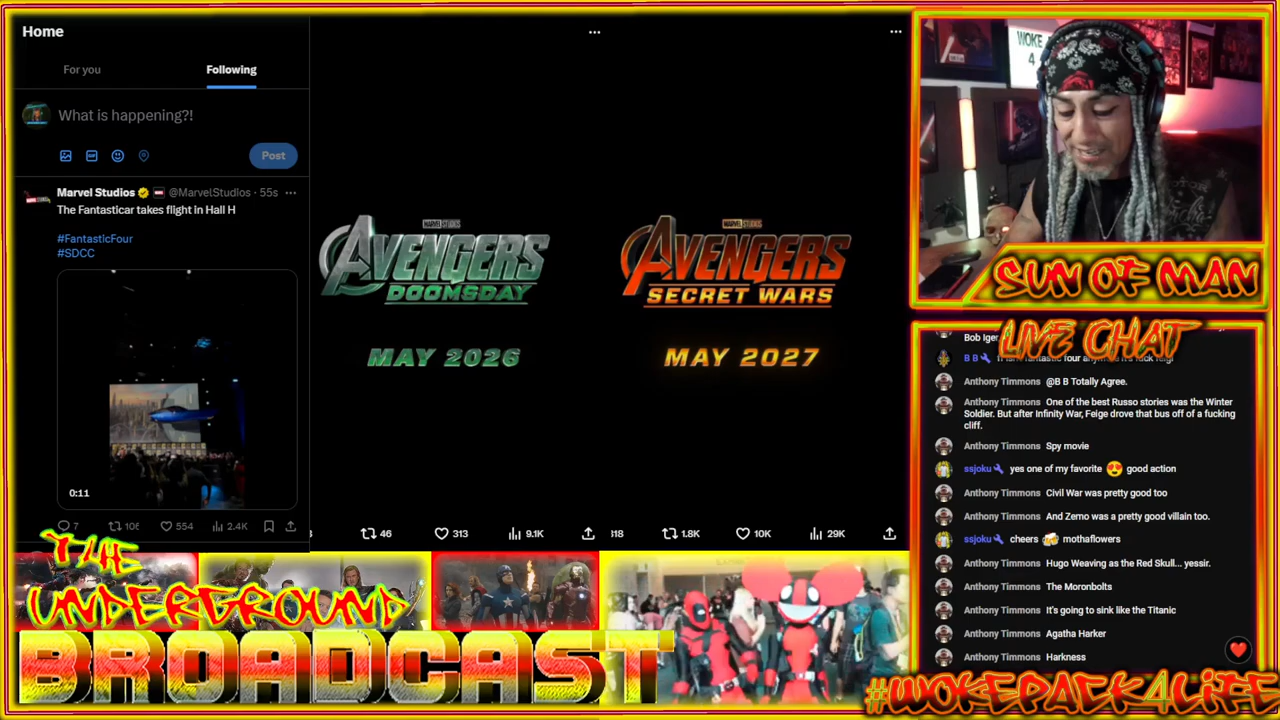 Home
For you
Following
What is happening?!
Post
Marvel Studios
@MarvelStudios · 55s
The Fantasticar takes flight in Hall H
#FantasticFour
#SDCC
0:11
7
106
554
2.4K
MARVEL STUDIOS
AVENGERS
DOOMSDAY
MAY 2026
46
313
9.1K
MARVEL STUDIOS
AVENGERS
SECRET WARS
MAY 2027
318
1.8K
10K
29K
WOKE
4
SUN OF MAN
LIVE CHAT
Bob Iger
B B
Anthony Timmons @B B Totally Agree.
Anthony Timmons One of the best Russo stories was the Winter
Soldier. But after Infinity War, Feige drove that bus off of a fucking
cliff.
Anthony Timmons Spy movie
ssjoku yes one of my favorite 😍 good action
Anthony Timmons Civil War was pretty good too
Anthony Timmons And Zemo was a pretty good villain too.
ssjoku cheers 🍻 mothaflowers
Anthony Timmons Hugo Weaving as the Red Skull... yessir.
Anthony Timmons The Moronbolts
Anthony Timmons It's going to sink like the Titanic
Anthony Timmons Agatha Harker
Anthony Timmons Harkness
THE
UNDERGROUND
BROADCAST
#WOKEPACK4LIFE